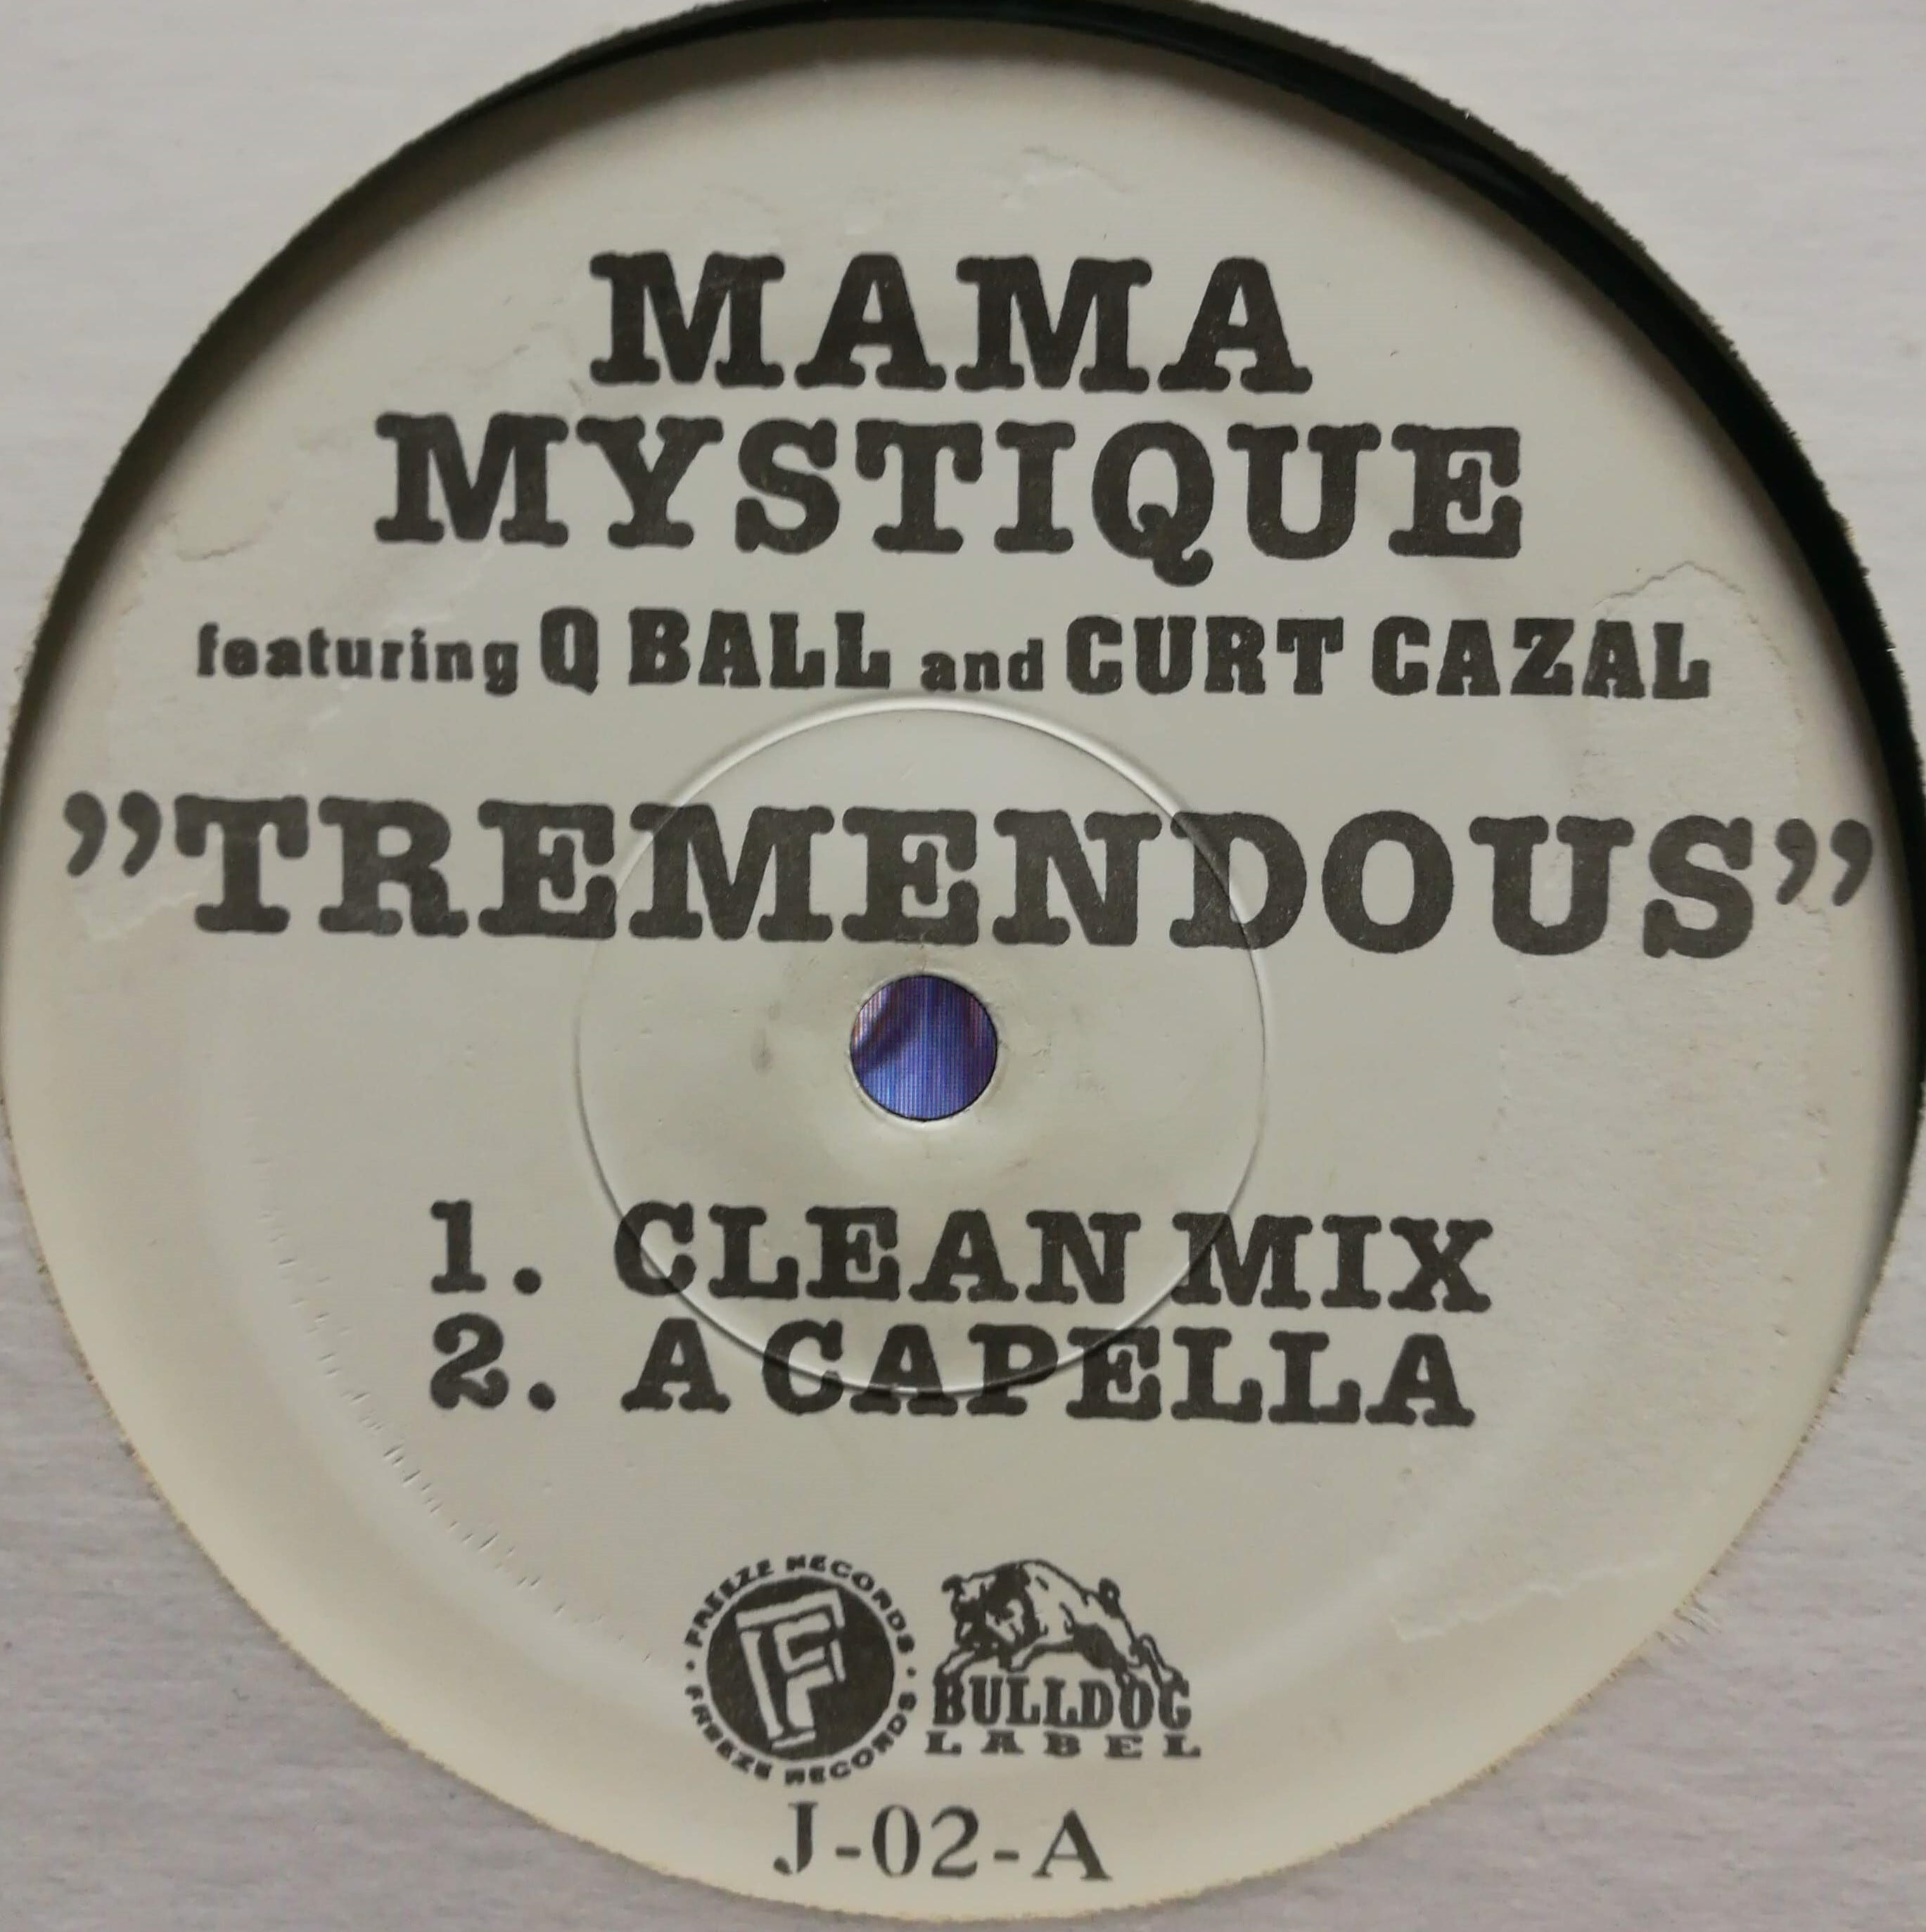 MAMA
MYSTIQUE
featuring Q BALL and CURT CAZAL
”TREMENDOUS”
1. CLEAN MIX
2. A CAPELLA
FREEZE RECORDS · FREEZE RECORDS ·
F
BULLDOG
LABEL
J-02-A